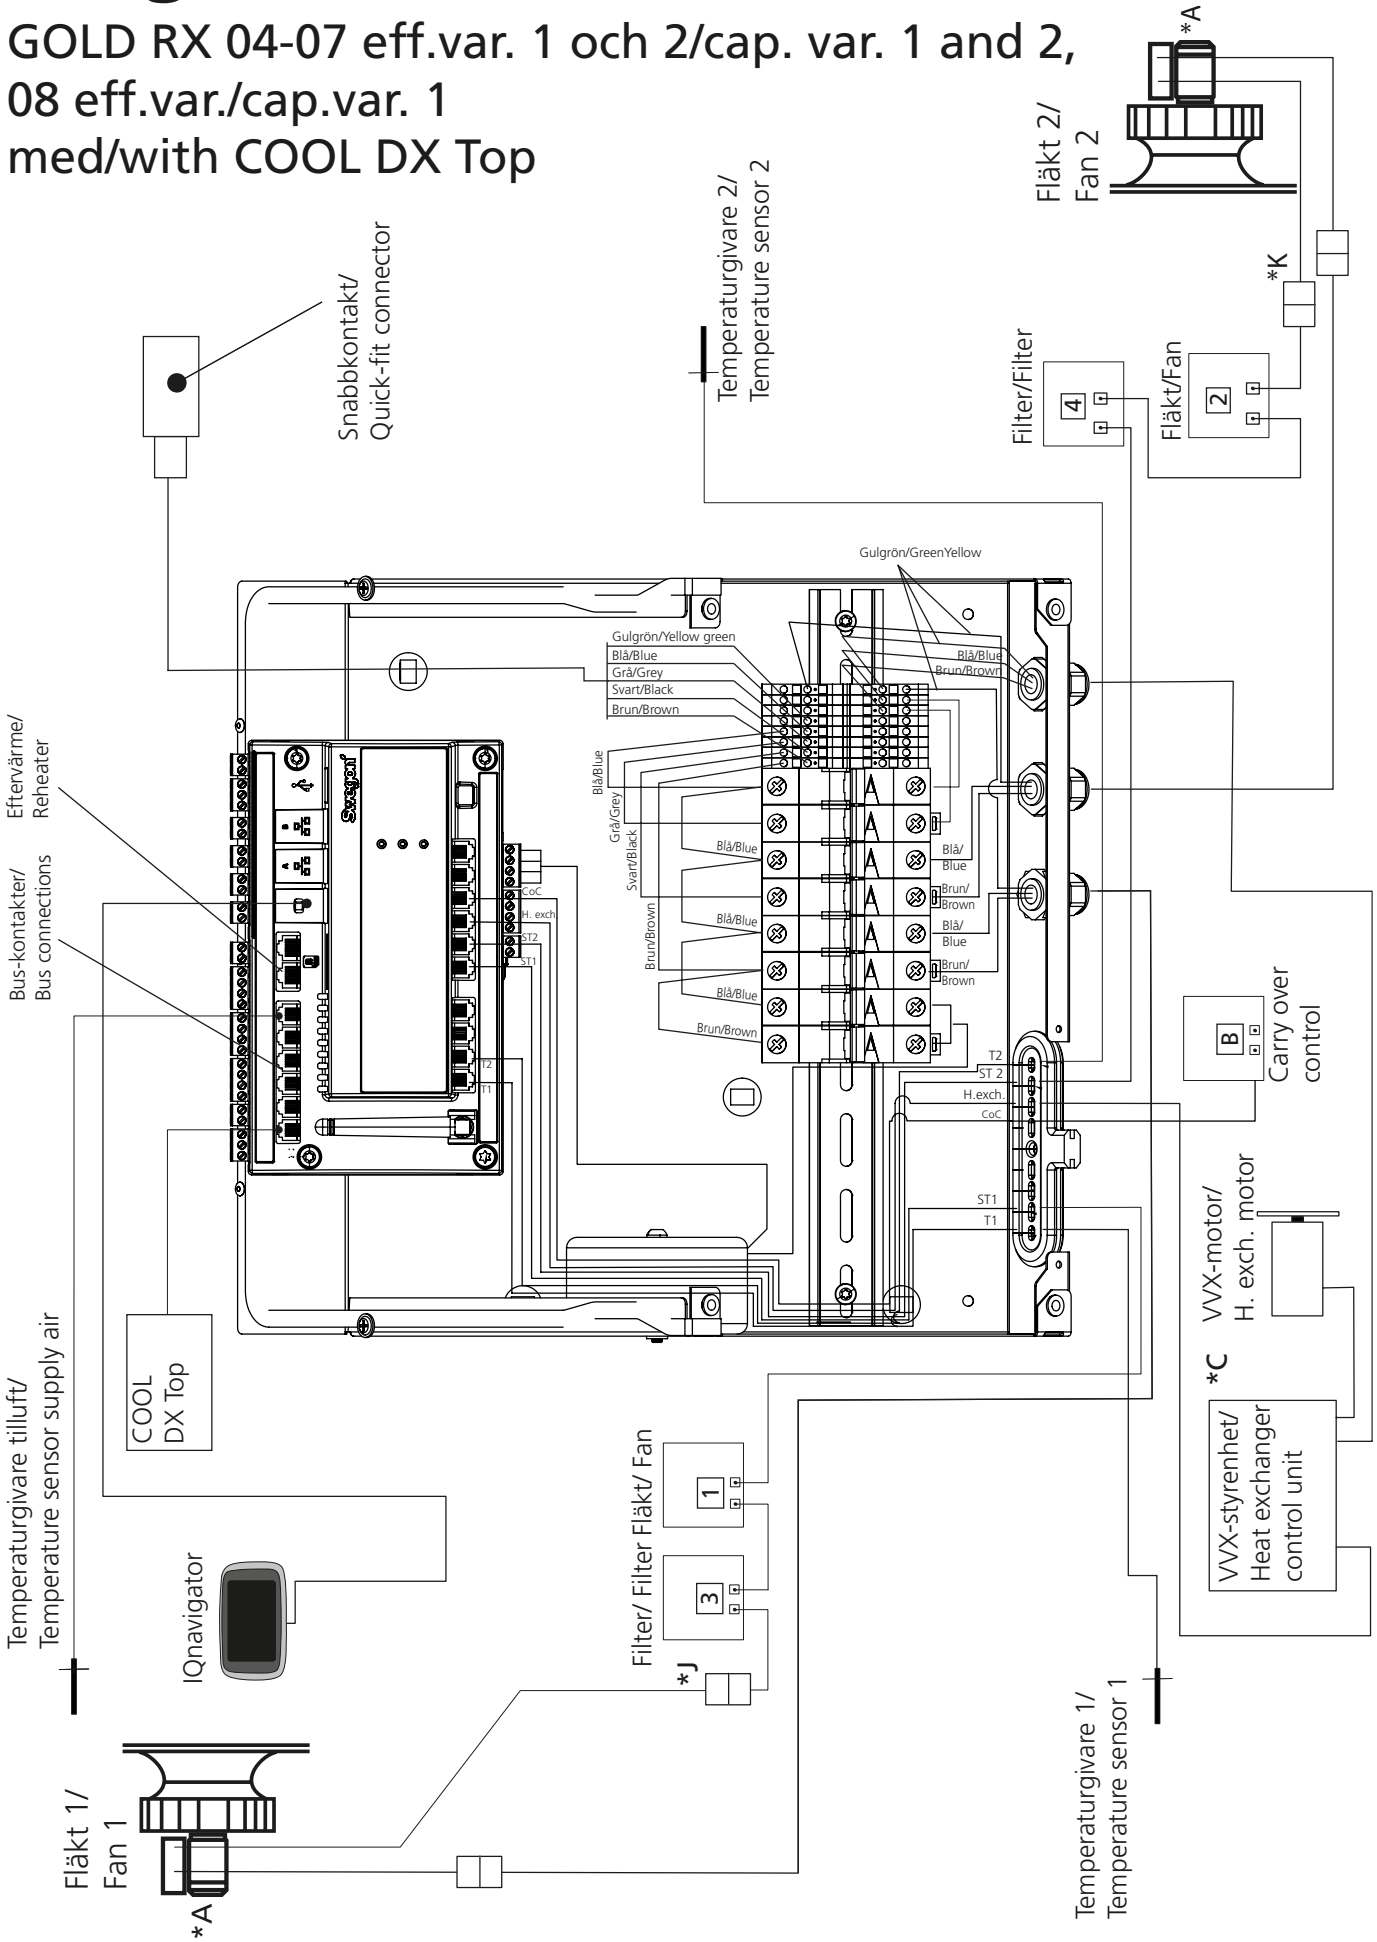 GOLD RX 04-07 eff.var. 1 och 2/cap. var. 1 and 2,
08 eff.var./cap.var. 1
med/with COOL DX Top
*A
Fläkt 2/
Fan 2
*K
Temperaturgivare 2/
Temperature sensor 2
Snabbkontakt/
Quick-fit connector
Filter/Filter
4
Fläkt/Fan
2
Gulgrön/GreenYellow
Gulgrön/Yellow green
Blå/Blue
Grå/Grey
Svart/Black
Brun/Brown
Blå/Blue
Brun/Brown
Eftervärme/
Reheater
Bus-kontakter/
Bus connections
Swegon
B
A
CoC
H. exch.
ST2
ST1
T2
T1
Blå/Blue
Grå/Grey
Svart/Black
Brun/Brown
Blå/Blue
Blå/Blue
Blå/Blue
Brun/Brown
Blå/
Blue
Brun/
Brown
Blå/
Blue
Brun/
Brown
T2
ST 2
H.exch.
CoC
ST1
T1
B
Carry over
control
VVX-motor/
H. exch. motor
*C
VVX-styrenhet/
Heat exchanger
control unit
Temperaturgivare tilluft/
Temperature sensor supply air
COOL
DX Top
IQnavigator
Filter/ Filter Fläkt/ Fan
1
3
*J
Fläkt 1/
Fan 1
*A
Temperaturgivare 1/
Temperature sensor 1